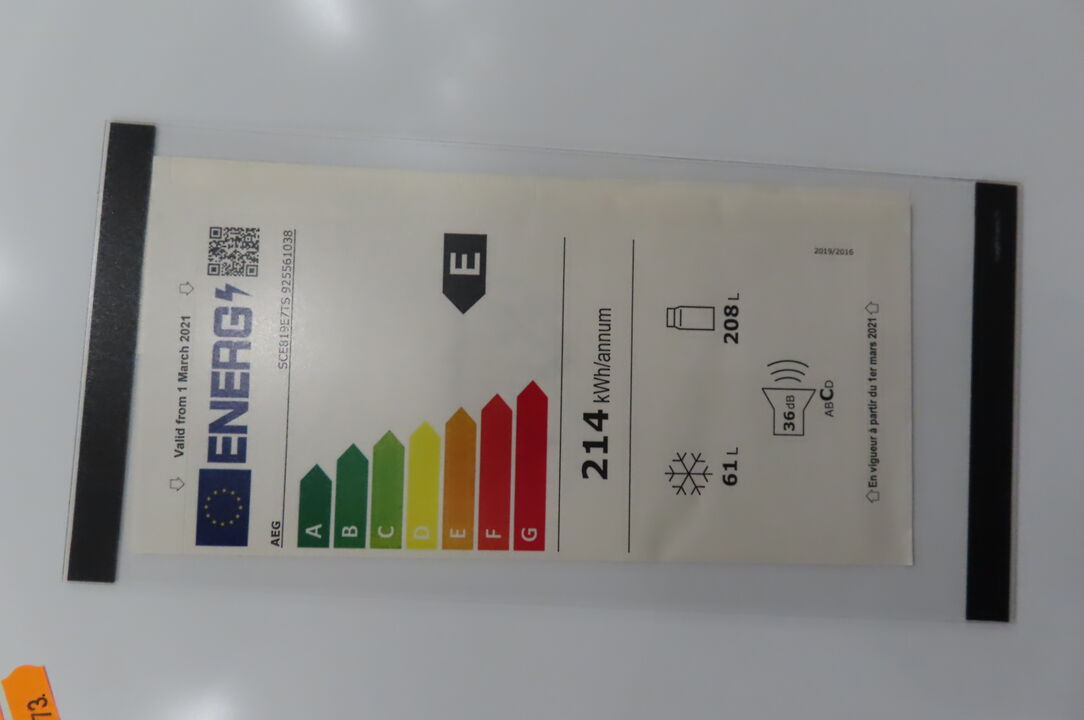 Valid from 1 March 2021
ENERG
AEG
SCE819E7TS 925561038
A
B
C
D
E
F
G
E
214 kWh/annum
61 L
208 L
36 dB
ABCD
2019/2016
En vigueur à partir du 1er mars 2021
73.